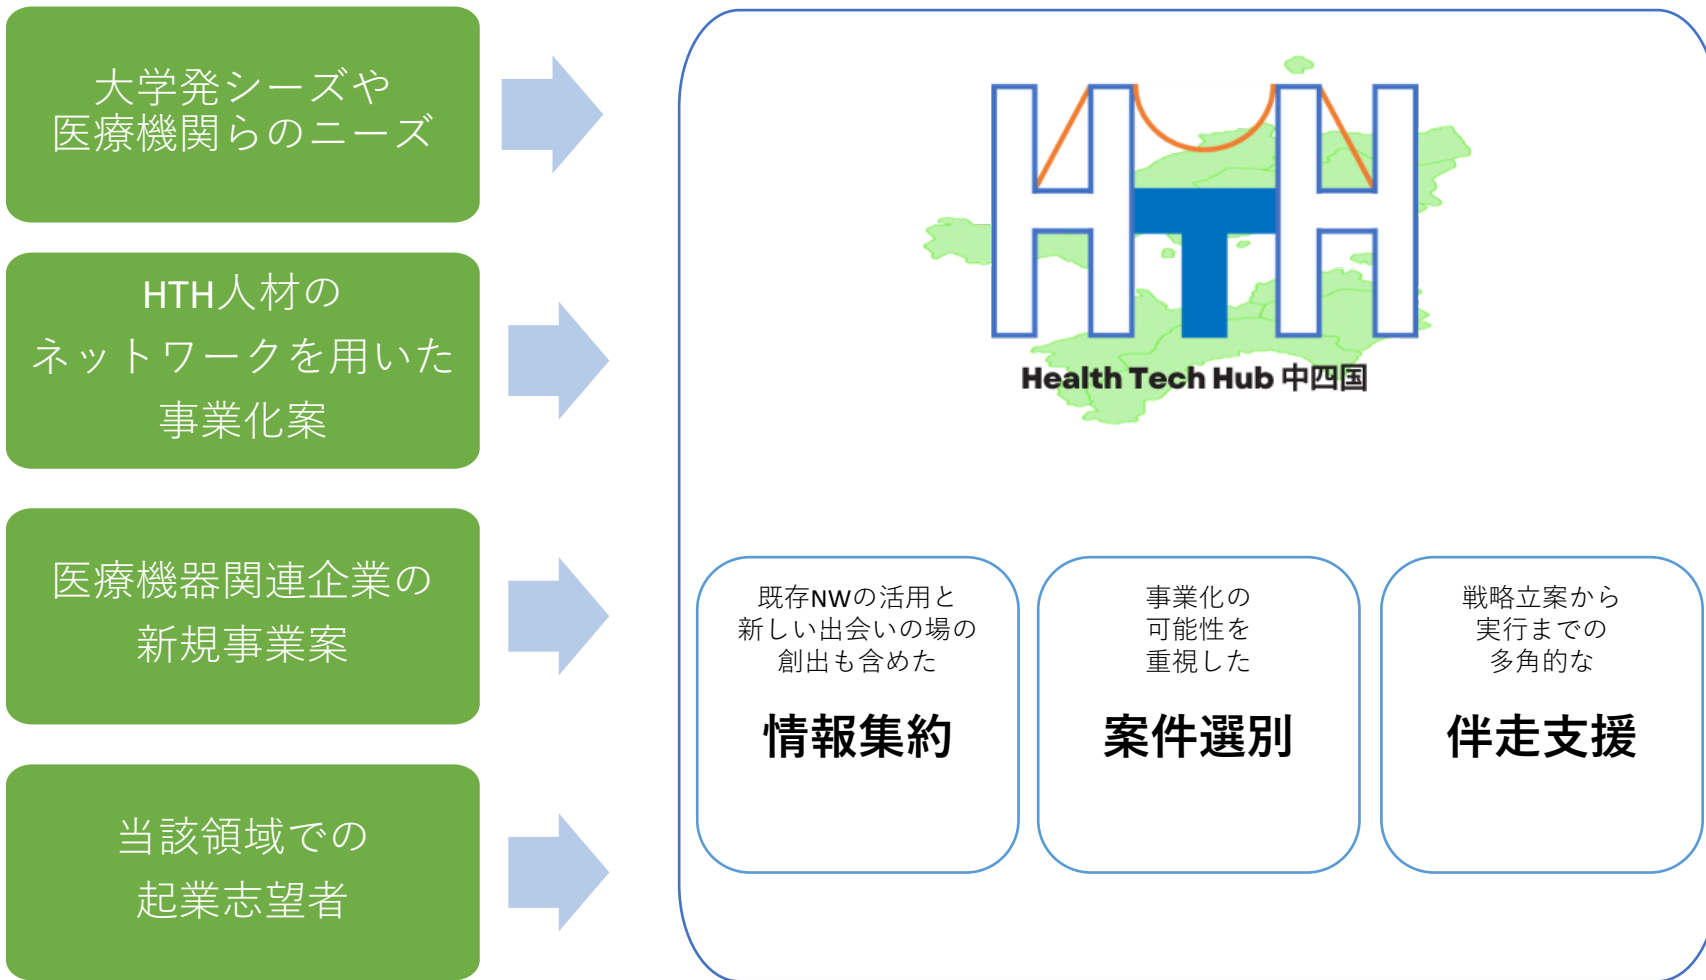 大学発シーズや
医療機関らのニーズ
HTH人材の
ネットワークを用いた
事業化案
医療機器関連企業の
新規事業案
当該領域での
起業志望者
HTH
Health Tech Hub 中四国
既存NWの活用と
新しい出会いの場の
創出も含めた
情報集約
事業化の
可能性を
重視した
案件選別
戦略立案から
実行までの
多角的な
伴走支援